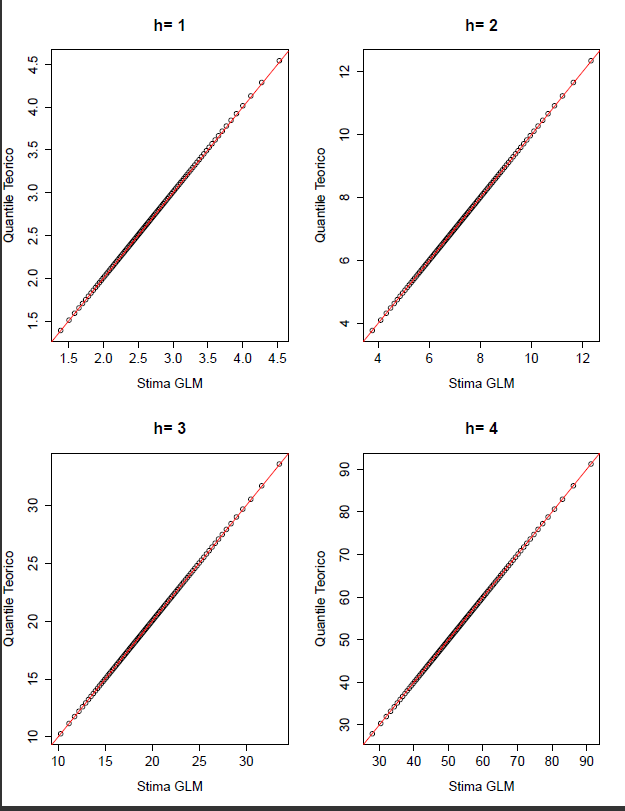 h= 1
Quantile Teorico
4.5
4.0
3.5
3.0
2.5
2.0
1.5
1.5 2.0 2.5 3.0 3.5 4.0 4.5
Stima GLM
h= 2
Quantile Teorico
12
10
8
6
4
4 6 8 10 12
Stima GLM
h= 3
Quantile Teorico
30
25
20
15
10
10 15 20 25 30
Stima GLM
h= 4
Quantile Teorico
90
80
70
60
50
40
30
30 40 50 60 70 80 90
Stima GLM